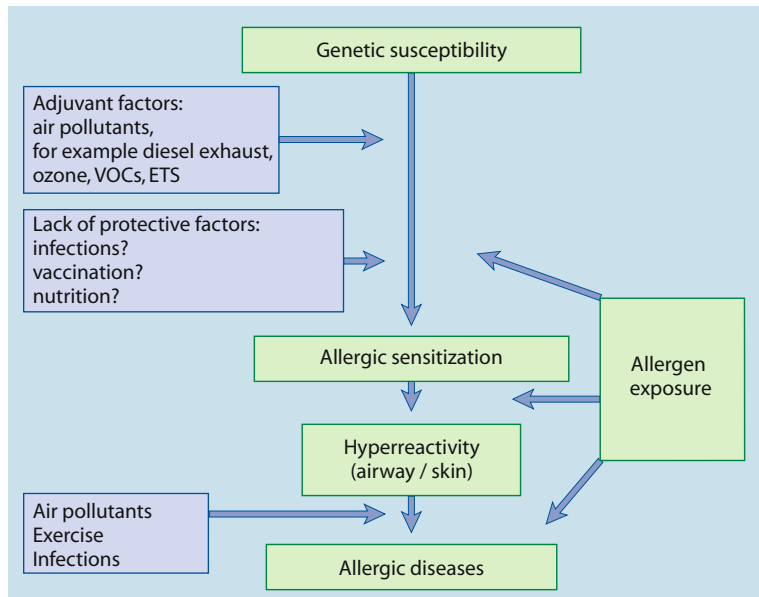 Genetic susceptibility
Adjuvant factors:
air pollutants,
for example diesel exhaust,
ozone, VOCs, ETS
Lack of protective factors:
infections?
vaccination?
nutrition?
Allergic sensitization
Allergen
exposure
Hyperreactivity
(airway / skin)
Air pollutants
Exercise
Infections
Allergic diseases